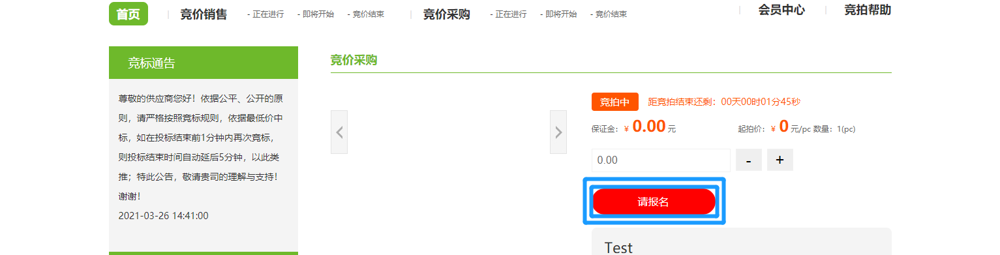 首页 竞价销售 - 正在进行 - 即将开始 - 竞价结束 竞价采购 - 正在进行 - 即将开始 - 竞价结束 会员中心 竞拍帮助
竞标通告
尊敬的供应商您好！依据公平、公开的原
则，请严格按照竞标规则，依据最低价中
标，如在投标结束前1分钟内再次竞标，
则投标结束时间自动延后5分钟，以此类
推；特此公告，敬请贵司的理解与支持！
谢谢！
2021-03-26 14:41:00
竞价采购
竞拍中 距竞拍结束还剩：00天00时01分45秒
保证金：¥ 0.00 元 起拍价：¥ 0 元/pc 数量：1(pc)
0.00 - +
请报名
Test